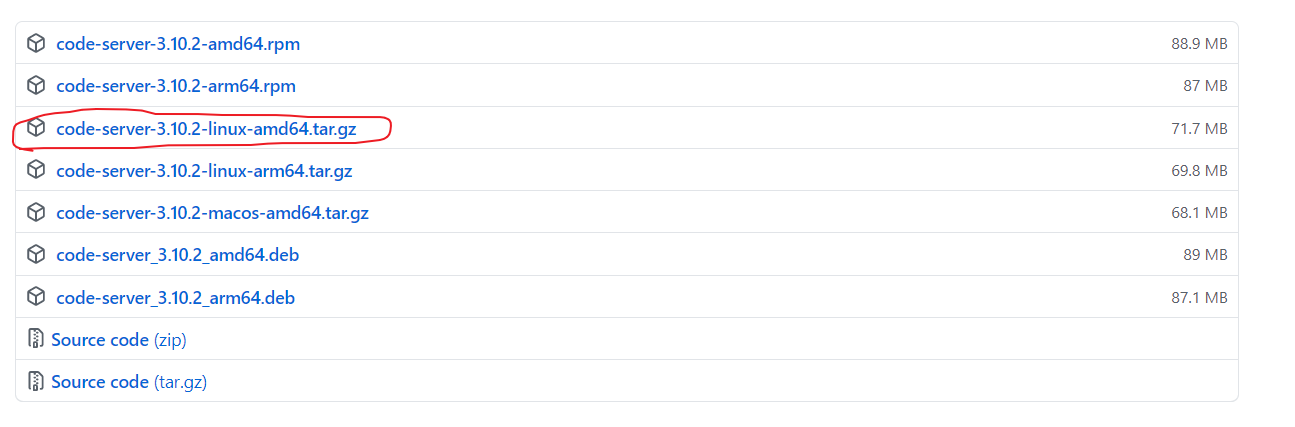 code-server-3.10.2-amd64.rpm 88.9 MB
code-server-3.10.2-arm64.rpm 87 MB
code-server-3.10.2-linux-amd64.tar.gz 71.7 MB
code-server-3.10.2-linux-arm64.tar.gz 69.8 MB
code-server-3.10.2-macos-amd64.tar.gz 68.1 MB
code-server_3.10.2_amd64.deb 89 MB
code-server_3.10.2_arm64.deb 87.1 MB
Source code (zip)
Source code (tar.gz)